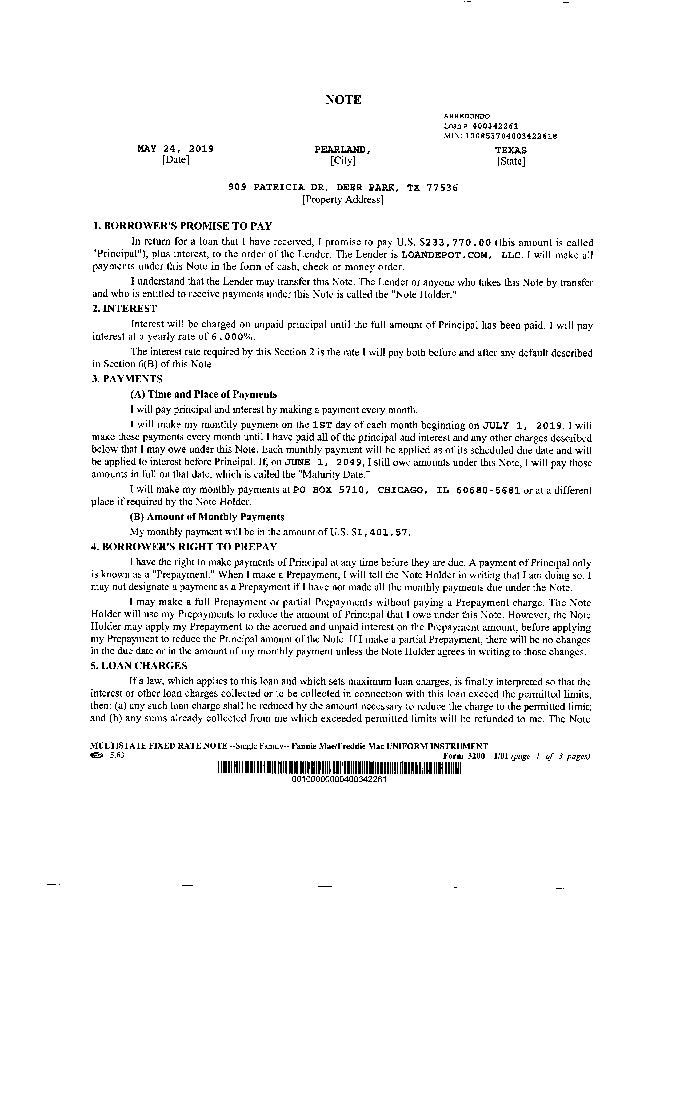 NOTE
ARREDONDO
Loan #: 400342261
MIN: 100853704003422618
MAY 24, 2019 PEARLAND, TEXAS
[Date] [City] [State]
909 PATRICIA DR, DEER PARK, TX 77536
[Property Address]
1. BORROWER'S PROMISE TO PAY
In return for a loan that I have received, I promise to pay U.S. $233,770.00 (this amount is called
"Principal"), plus interest, to the order of the Lender. The Lender is LOANDEPOT.COM, LLC. I will make all
payments under this Note in the form of cash, check or money order.
I understand that the Lender may transfer this Note. The Lender or anyone who takes this Note by transfer
and who is entitled to receive payments under this Note is called the "Note Holder."
2. INTEREST
Interest will be charged on unpaid principal until the full amount of Principal has been paid. I will pay
interest at a yearly rate of 6.000%.
The interest rate required by this Section 2 is the rate I will pay both before and after any default described
in Section 6(B) of this Note
3. PAYMENTS
(A) Time and Place of Payments
I will pay principal and interest by making a payment every month.
I will make my monthly payment on the 1ST day of each month beginning on JULY 1, 2019. I will
make these payments every month until I have paid all of the principal and interest and any other charges described
below that I may owe under this Note. Each monthly payment will be applied as of its scheduled due date and will
be applied to interest before Principal. If, on JUNE 1, 2049, I still owe amounts under this Note, I will pay those
amounts in full on that date, which is called the "Maturity Date."
I will make my monthly payments at PO BOX 5710, CHICAGO, IL 60680-5681 or at a different
place if required by the Note Holder.
(B) Amount of Monthly Payments
My monthly payment will be in the amount of U.S. $1,401.57.
4. BORROWER'S RIGHT TO PREPAY
I have the right to make payments of Principal at any time before they are due. A payment of Principal only
is known as a "Prepayment." When I make a Prepayment, I will tell the Note Holder in writing that I am doing so. I
may not designate a payment as a Prepayment if I have not made all the monthly payments due under the Note.
I may make a full Prepayment or partial Prepayments without paying a Prepayment charge. The Note
Holder will use my Prepayments to reduce the amount of Principal that I owe under this Note. However, the Note
Holder may apply my Prepayment to the accrued and unpaid interest on the Prepayment amount, before applying
my Prepayment to reduce the Principal amount of the Note. If I make a partial Prepayment, there will be no changes
in the due date or in the amount of my monthly payment unless the Note Holder agrees in writing to those changes.
5. LOAN CHARGES
If a law, which applies to this loan and which sets maximum loan charges, is finally interpreted so that the
interest or other loan charges collected or to be collected in connection with this loan exceed the permitted limits,
then: (a) any such loan charge shall be reduced by the amount necessary to reduce the charge to the permitted limit;
and (b) any sums already collected from me which exceeded permitted limits will be refunded to me. The Note
MULTISTATE FIXED RATE NOTE --Single Family-- Fannie Mae/Freddie Mac UNIFORM INSTRUMENT
5.63 Form 3200 1/01 (page 1 of 3 pages)
00100000000400342261